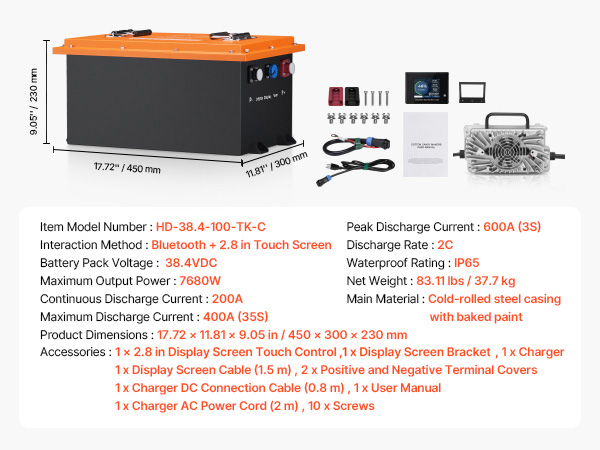 9.05'' / 230 mm
17.72'' / 450 mm
11.81'' / 300 mm
USER MANUAL
Item Model Number : HD-38.4-100-TK-C
Interaction Method : Bluetooth + 2.8 in Touch Screen
Battery Pack Voltage : 38.4VDC
Maximum Output Power : 7680W
Continuous Discharge Current : 200A
Maximum Discharge Current : 400A (35S)
Peak Discharge Current : 600A (3S)
Discharge Rate : 2C
Waterproof Rating : IP65
Net Weight : 83.11 lbs / 37.7 kg
Main Material : Cold-rolled steel casing
with baked paint
Product Dimensions : 17.72 × 11.81 × 9.05 in / 450 × 300 × 230 mm
Accessories : 1 × 2.8 in Display Screen Touch Control ,1 x Display Screen Bracket , 1 x Charger
1 x Display Screen Cable (1.5 m) , 2 x Positive and Negative Terminal Covers
1 x Charger DC Connection Cable (0.8 m) , 1 x User Manual
1 x Charger AC Power Cord (2 m) , 10 x Screws